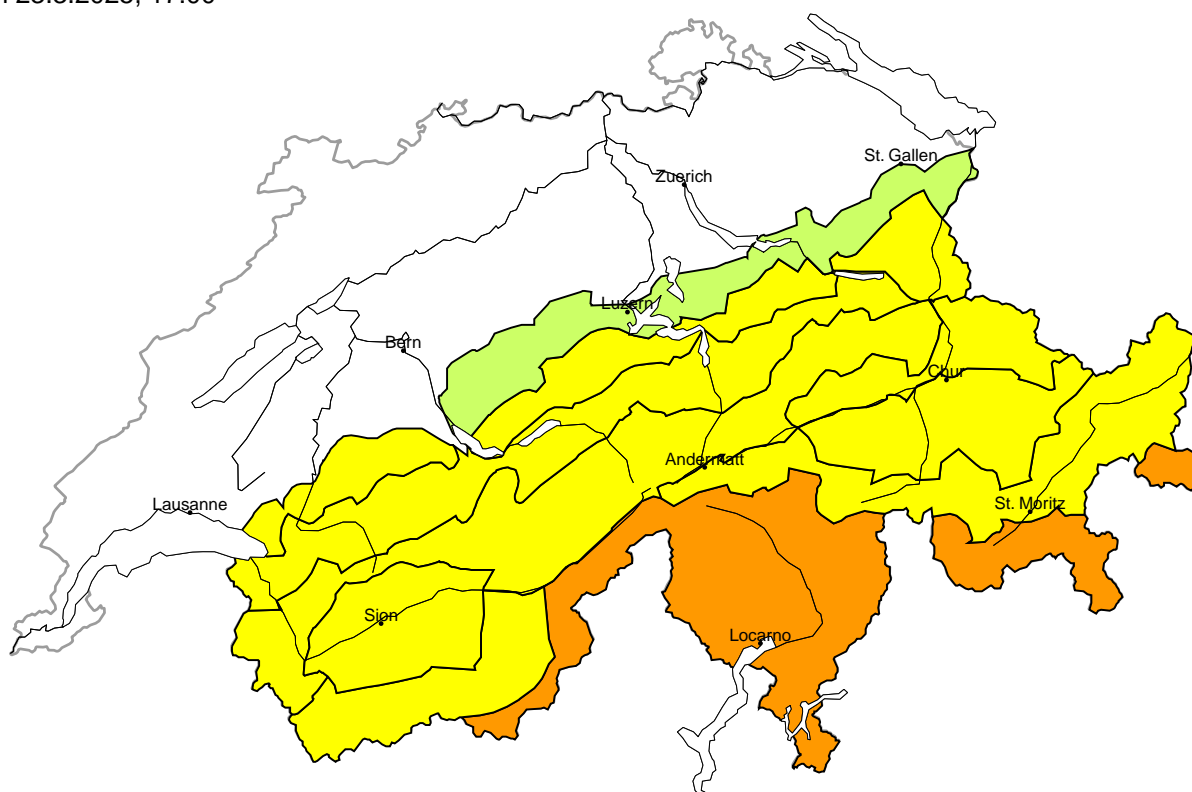 St. Gallen
Zuerich
Luzern
Bern
Chur
Andermatt
Lausanne
St. Moritz
Sion
Locarno